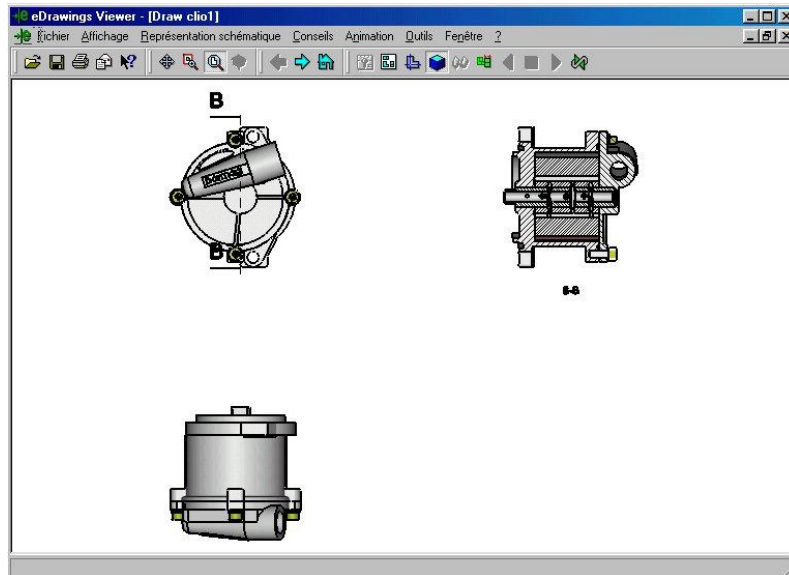 eDrawings Viewer - [Draw clio1]
Fichier Affichage Représentation schématique Conseils Animation Outils Fenêtre ?
B
B